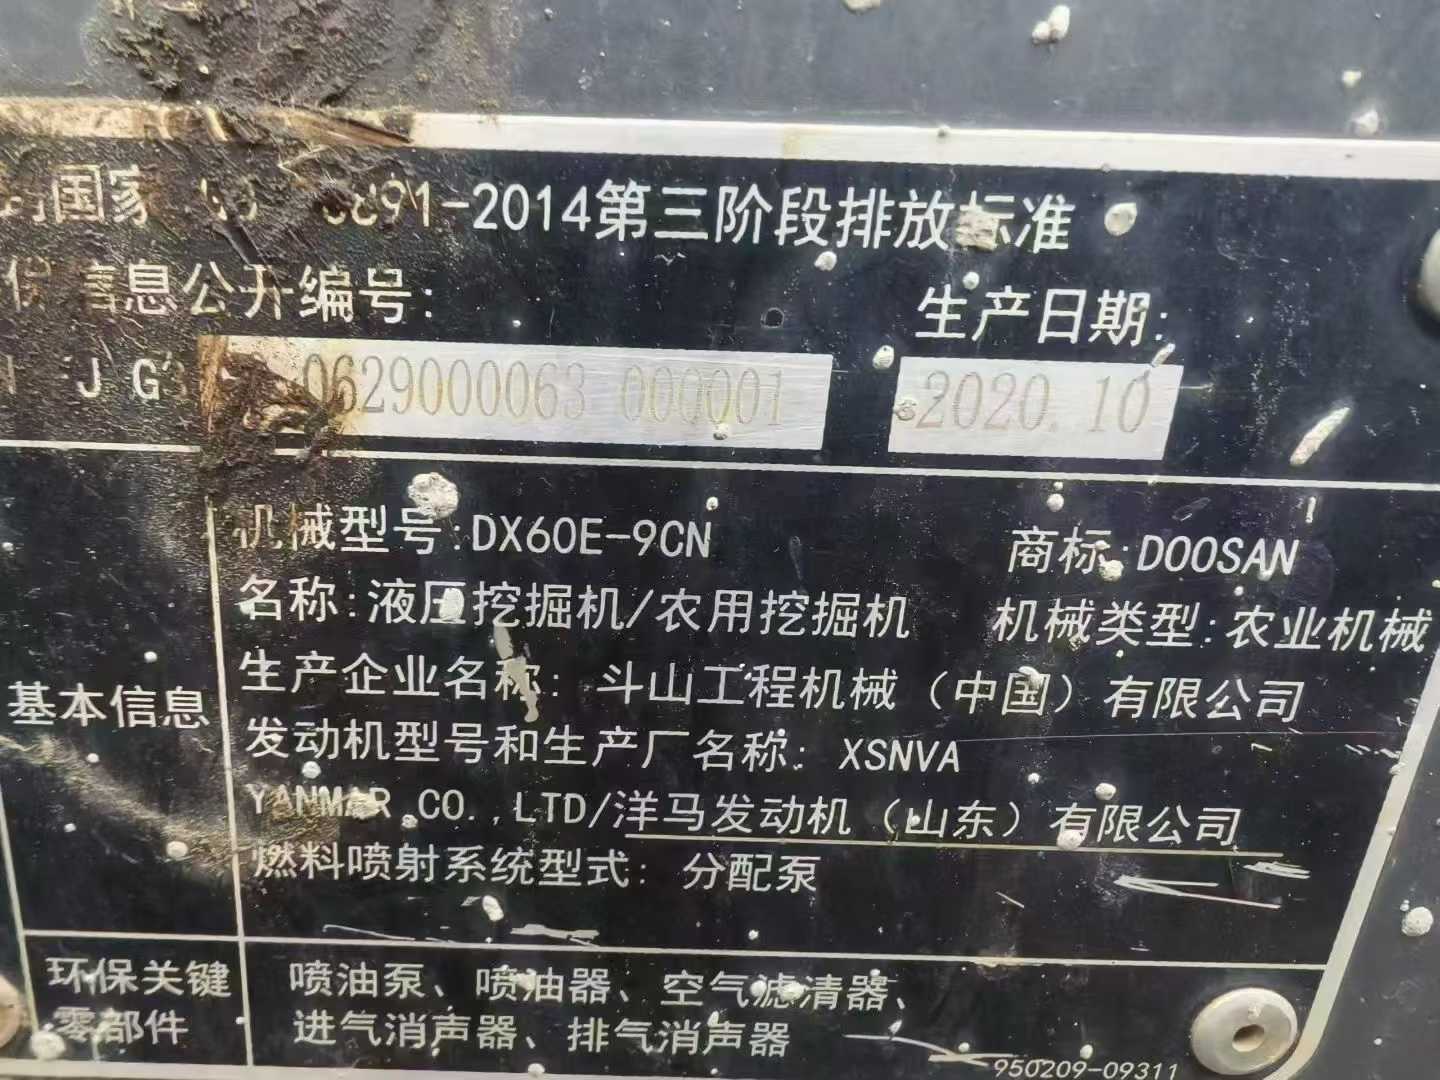 国家 891-2014第三阶段排放标准
信息公开编号:
生产日期:
J G3 0629000063 000001
2020.10
基本信息
机械型号:DX60E-9CN
商标:DOOSAN
名称:液压挖掘机/农用挖掘机
机械类型:农业机械
生产企业名称: 斗山工程机械（中国）有限公司
发动机型号和生产厂名称: XSNVA
YANMAR CO.,LTD/洋马发动机（山东）有限公司
燃料喷射系统型式: 分配泵
环保关键
零部件
喷油泵、喷油器、空气滤清器、
进气消声器、排气消声器
950209-09311